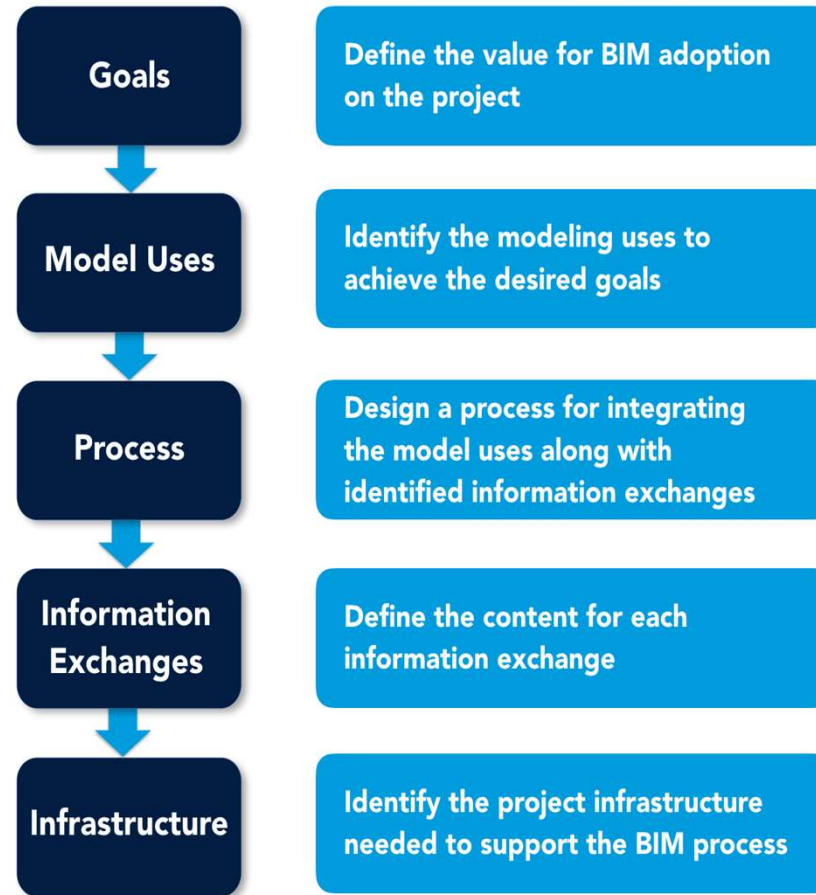 Goals
Define the value for BIM adoption
on the project
Model Uses
Identify the modeling uses to
achieve the desired goals
Process
Design a process for integrating
the model uses along with
identified information exchanges
Information
Exchanges
Define the content for each
information exchange
Infrastructure
Identify the project infrastructure
needed to support the BIM process